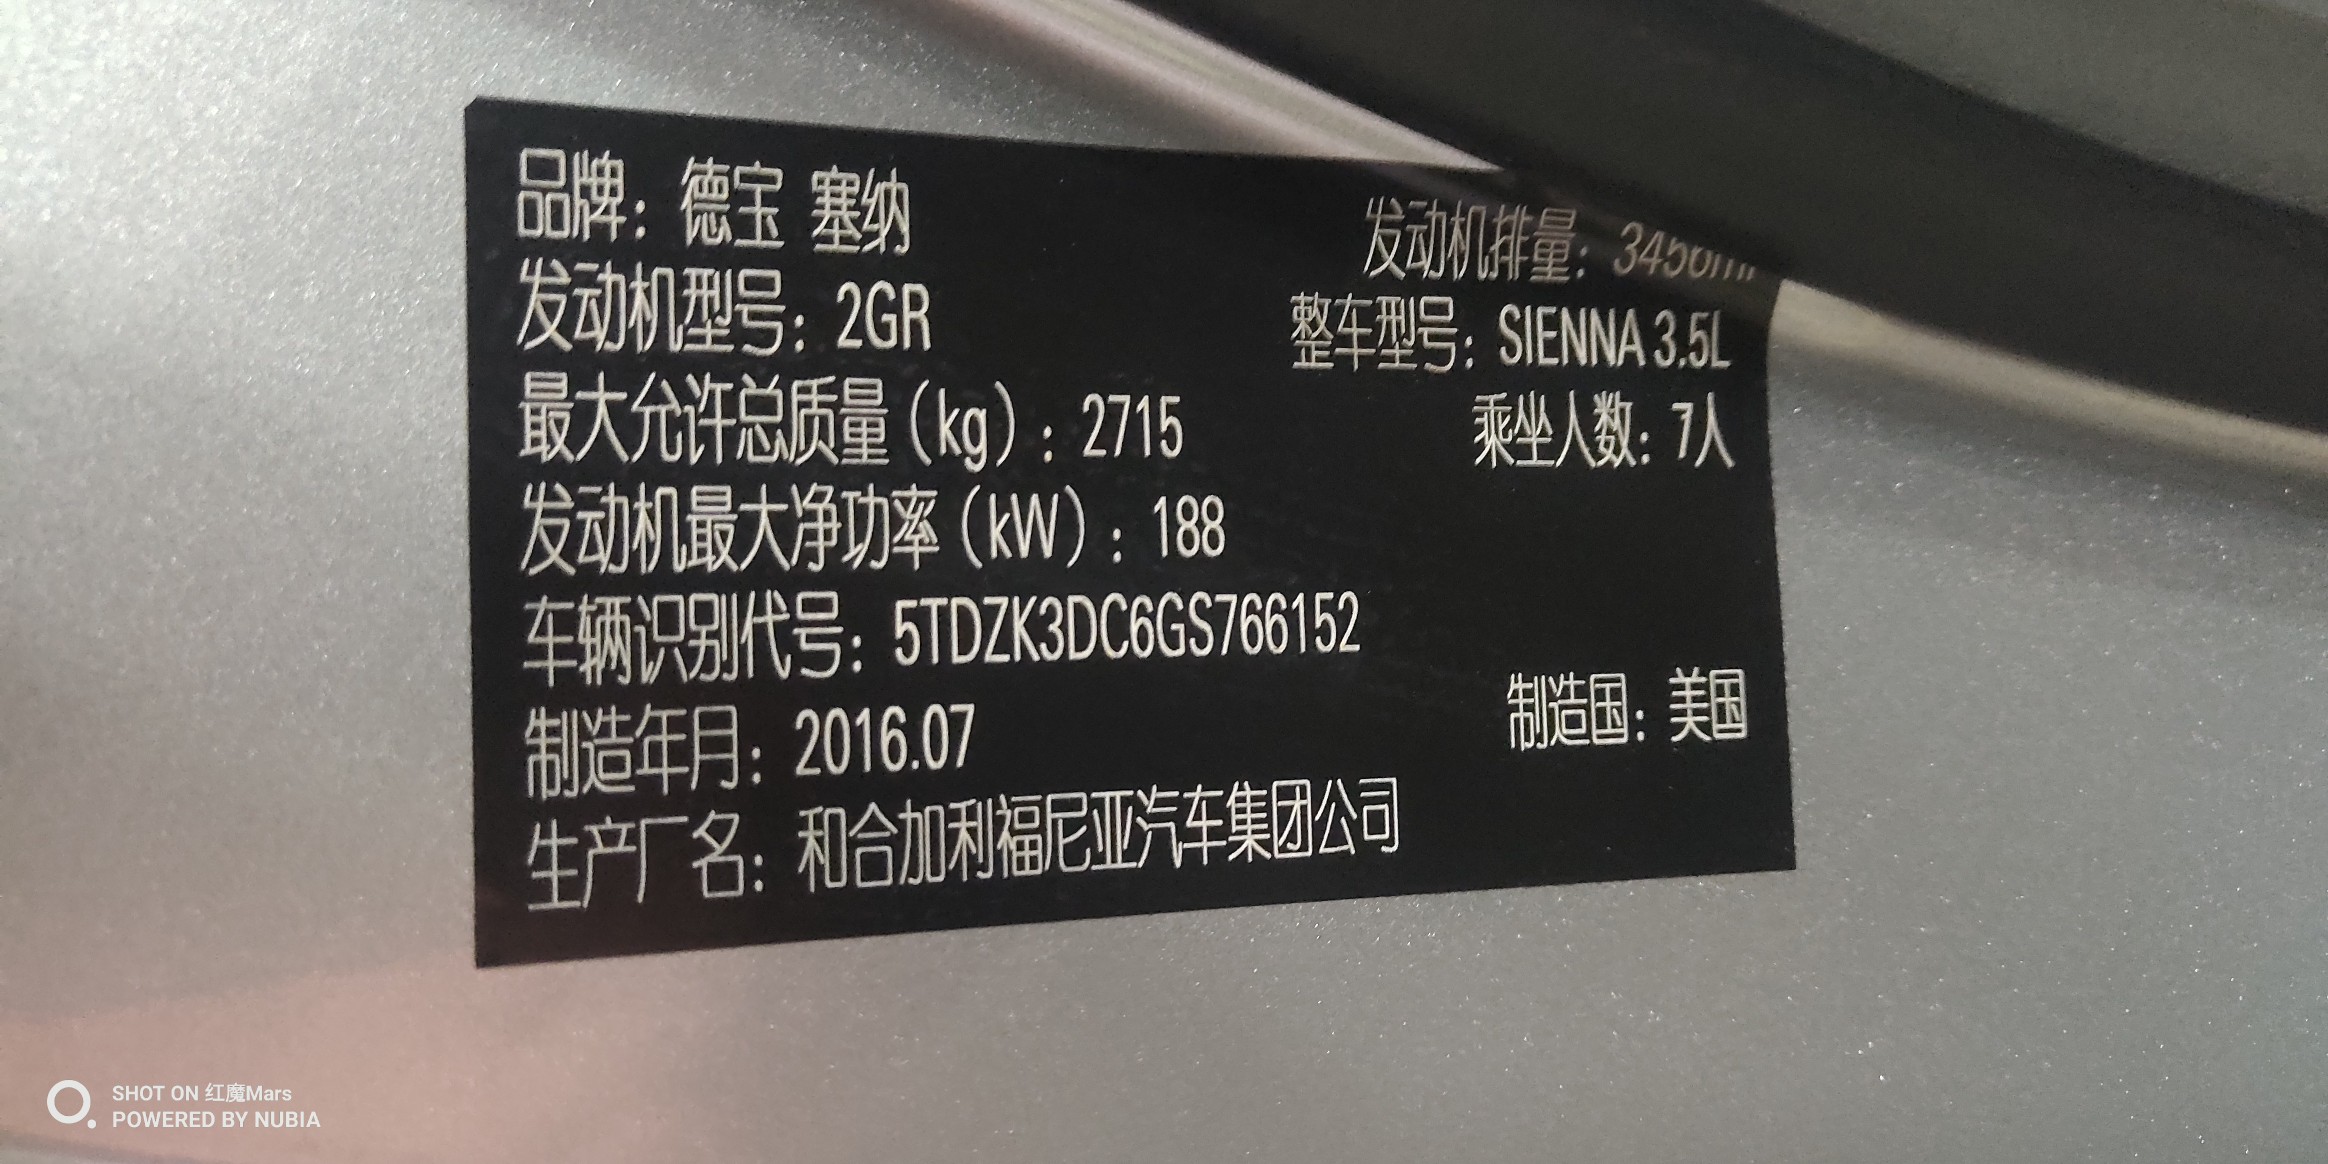 品牌：德宝 塞纳
发动机排量：3456ml
发动机型号：2GR
整车型号：SIENNA 3.5L
最大允许总质量（kg）：2715
乘坐人数：7人
发动机最大净功率（kW）：188
车辆识别代号：5TDZK3DC6GS766152
制造年月：2016.07
制造国：美国
生产厂名：和合加利福尼亚汽车集团公司
SHOT ON 红魔Mars
POWERED BY NUBIA